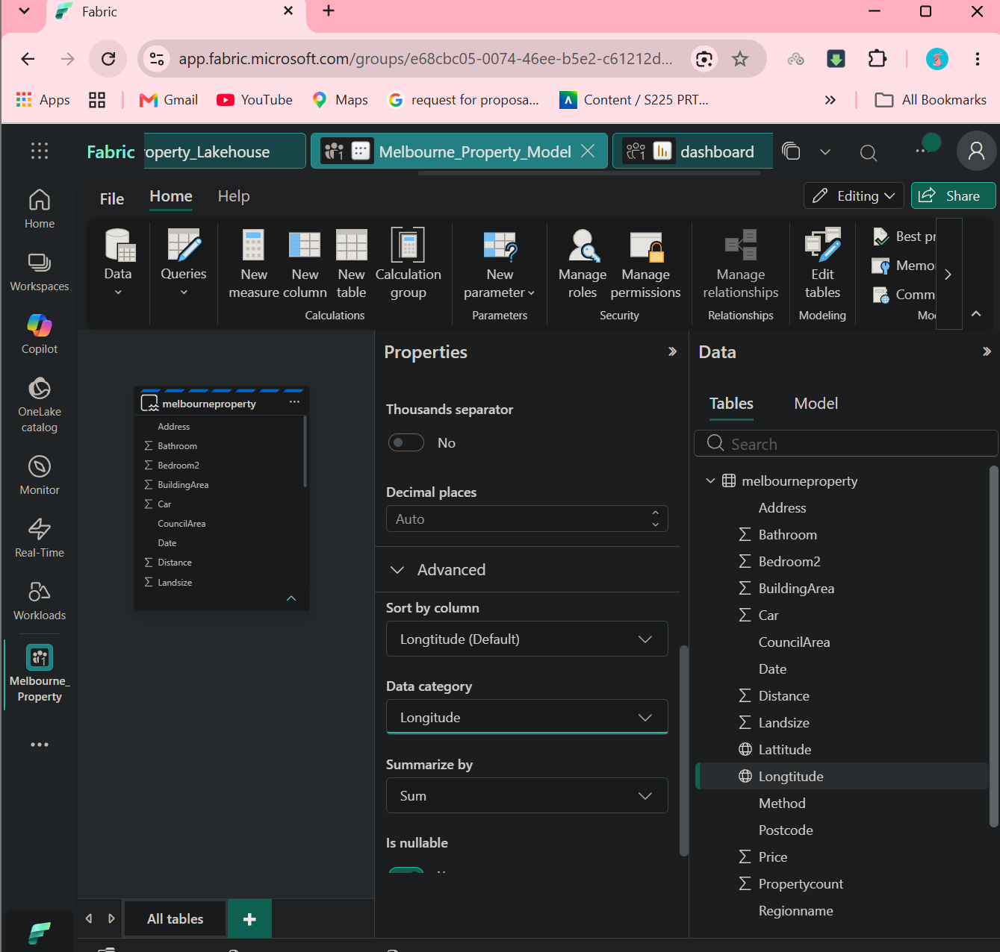 Fabric
app.fabric.microsoft.com/groups/e68cbc05-0074-46ee-b5e2-c61212d...
Apps
Gmail
YouTube
Maps
request for proposa...
Content / S225 PRT...
All Bookmarks
Fabric
roperty_Lakehouse
1
Melbourne_Property_Model
1
dashboard
File
Home
Help
Editing
Share
Home
Workspaces
Copilot
OneLake
catalog
Monitor
Real-Time
Workloads
Melbourne_
Property
Data
Queries
New
measure
New
column
New
table
Calculation
group
Calculations
New
parameter
Parameters
Manage
roles
Manage
permissions
Security
Manage
relationships
Relationships
Edit
tables
Modeling
Best pr
Memo
Comm
Mo
melbourneproperty
Address
Bathroom
Bedroom2
BuildingArea
Car
CouncilArea
Date
Distance
Landsize
All tables
Properties
Thousands separator
No
Decimal places
Auto
Advanced
Sort by column
Longtitude (Default)
Data category
Longitude
Summarize by
Sum
Is nullable
Data
Tables
Model
Search
melbourneproperty
Address
Bathroom
Bedroom2
BuildingArea
Car
CouncilArea
Date
Distance
Landsize
Lattitude
Longtitude
Method
Postcode
Price
Propertycount
Regionname